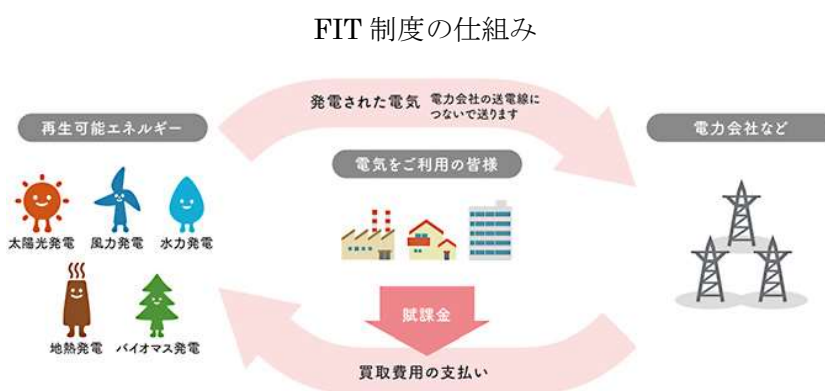 FIT 制度の仕組み
発電された電気 電力会社の送電線に
つないで送ります
再生可能エネルギー
電気をご利用の皆様
電力会社など
太陽光発電 風力発電 水力発電
地熱発電 バイオマス発電
賦課金
買取費用の支払い